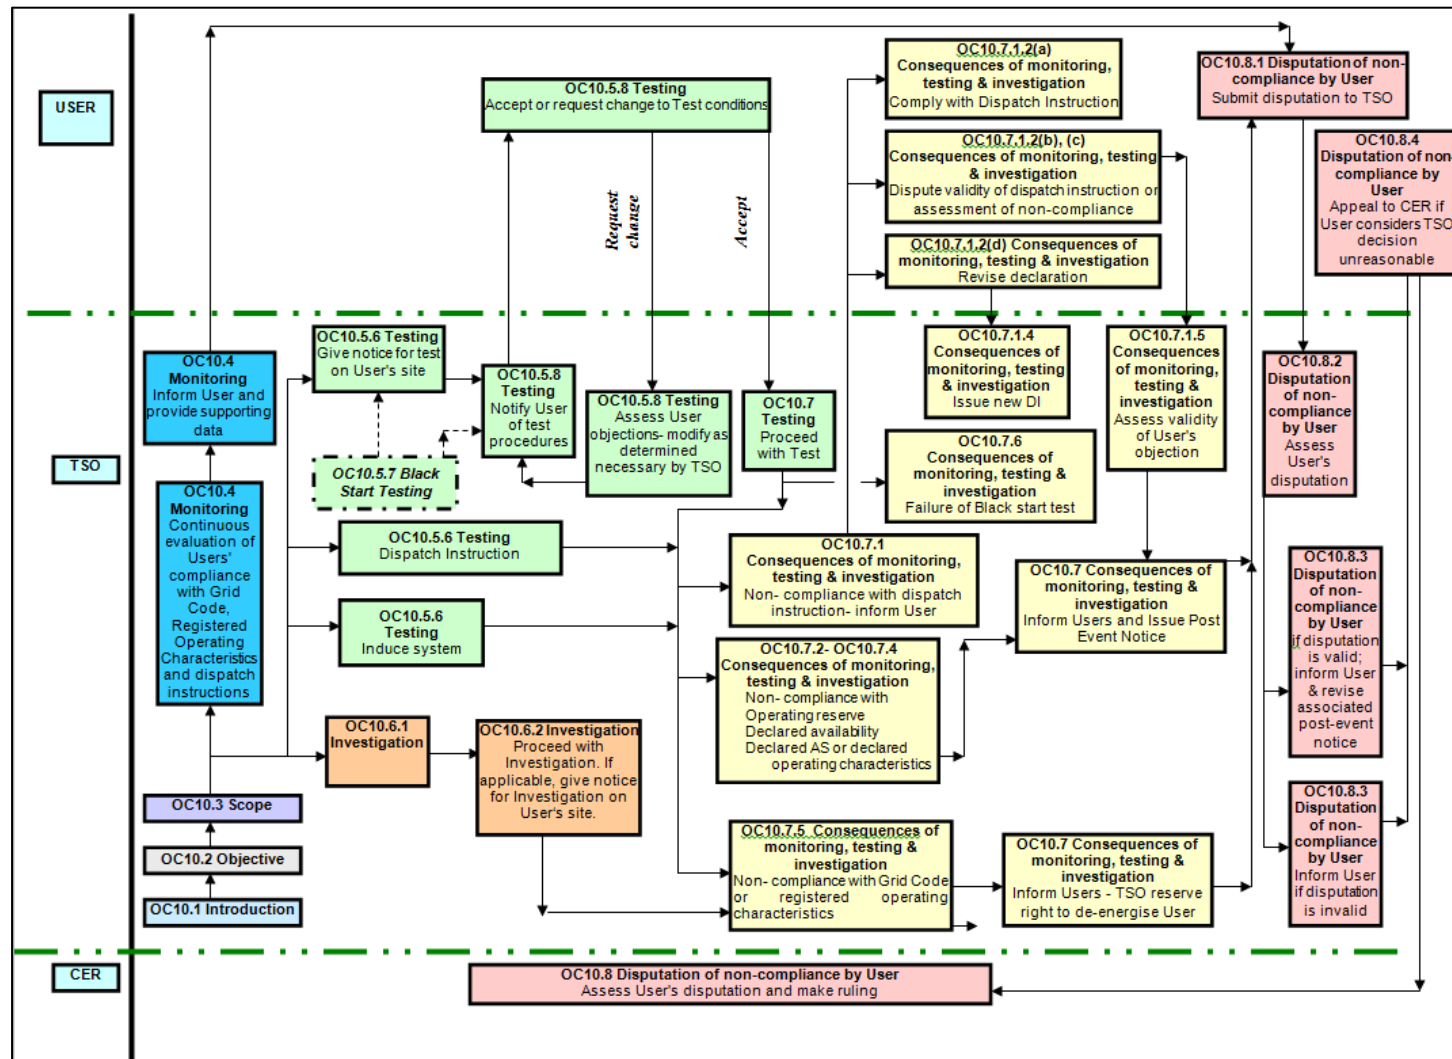 USER
OC10.5.8 Testing
Accept or request change to Test conditions
Request
change
Accept
OC10.7.1.2(a)
Consequences of monitoring,
testing & investigation
Comply with Dispatch Instruction
OC10.7.1.2(b), (c)
Consequences of monitoring, testing
& investigation
Dispute validity of dispatch instruction or
assessment of non-compliance
OC10.7.1.2(d) Consequences of
monitoring, testing & investigation
Revise declaration
OC10.8.1 Disputation of non-
compliance by User
Submit disputation to TSO
OC10.8.4
Disputation of non-
compliance by
User
Appeal to CER if
User considers TSO
decision
unreasonable
TSO
OC10.4
Monitoring
Inform User and
provide supporting
data
OC10.4
Monitoring
Continuous
evaluation of
Users'
compliance
with Grid
Code,
Registered
Operating
Characteristics
and dispatch
instructions
OC10.3 Scope
OC10.2 Objective
OC10.1 Introduction
OC10.5.6 Testing
Give notice for test
on User's site
OC10.5.7 Black
Start Testing
OC10.5.8
Testing
Notify User
of test
procedures
OC10.5.8 Testing
Assess User
objections- modify as
determined
necessary by TSO
OC10.7
Testing
Proceed
with Test
OC10.5.6 Testing
Dispatch Instruction
OC10.5.6
Testing
Induce system
OC10.6.1
Investigation
OC10.6.2 Investigation
Proceed with
Investigation. If
applicable, give notice
for Investigation on
User's site.
OC10.7.1.4
Consequences of
monitoring, testing
& investigation
Issue new DI
OC10.7.1.5
Consequences
of monitoring,
testing &
investigation
Assess validity
of User's
objection
OC10.7.6
Consequences of
monitoring, testing &
investigation
Failure of Black start test
OC10.7.1
Consequences of monitoring,
testing & investigation
Non- compliance with dispatch
instruction- inform User
OC10.7 Consequences of
monitoring, testing &
investigation
Inform Users and Issue Post
Event Notice
OC10.7.2- OC10.7.4
Consequences of monitoring,
testing & investigation
Non- compliance with
Operating reserve
Declared availability
Declared AS or declared
operating characteristics
OC10.7.5 Consequences of
monitoring, testing &
investigation
Non- compliance with Grid Code
or registered operating
characteristics
OC10.7 Consequences of
monitoring, testing &
investigation
Inform Users - TSO reserve
right to de-energise User
OC10.8.2
Disputation
of non-
compliance
by User
Assess
User's
disputation
OC10.8.3
Disputation
of non-
compliance
by User
if disputation
is valid;
inform User
& revise
associated
post-event
notice
OC10.8.3
Disputation
of non-
compliance
by User
Inform User
if disputation
is invalid
CER
OC10.8 Disputation of non-compliance by User
Assess User's disputation and make ruling